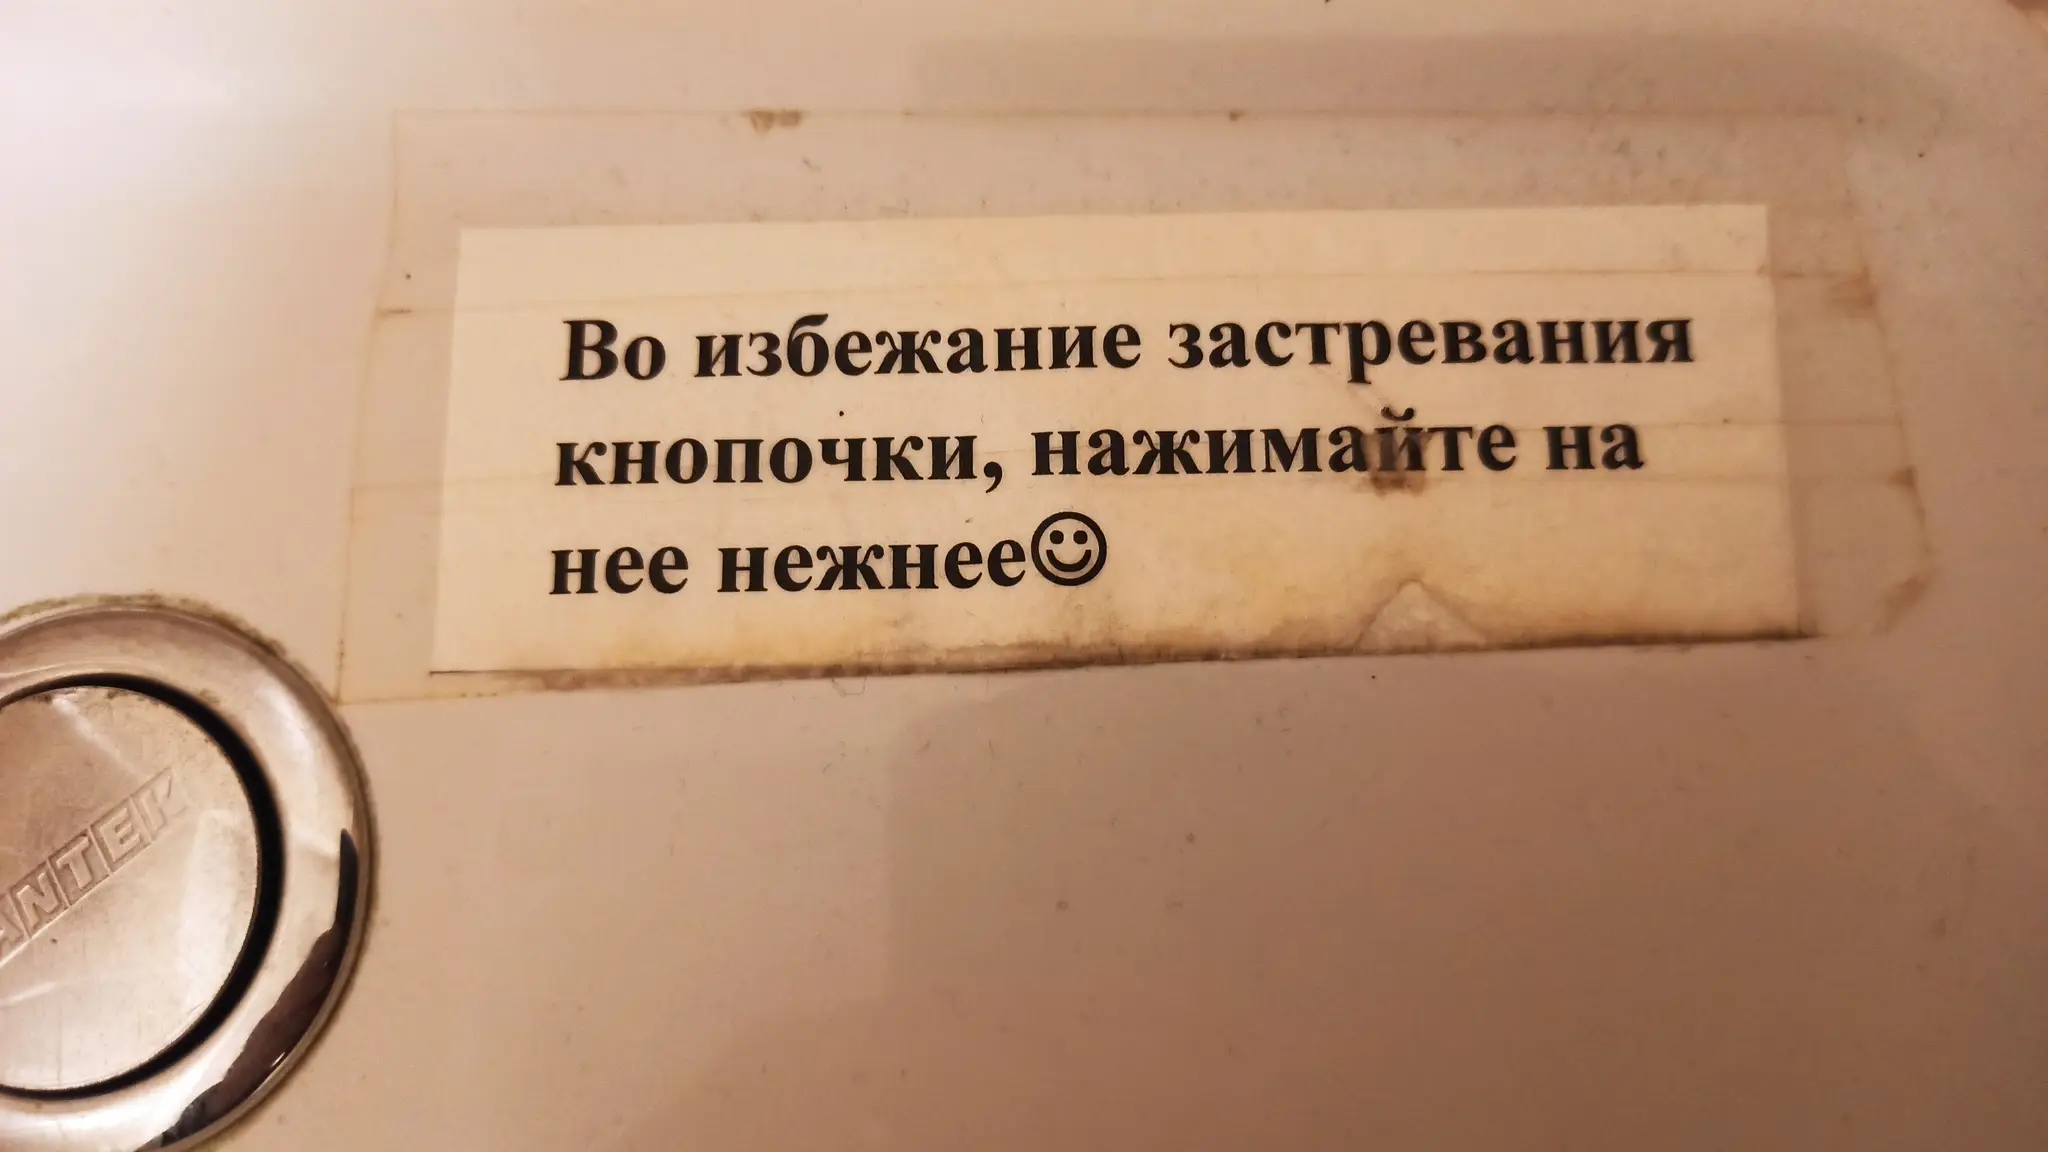 Во избежание застревания
кнопочки, нажимайте на
нее нежнее☺